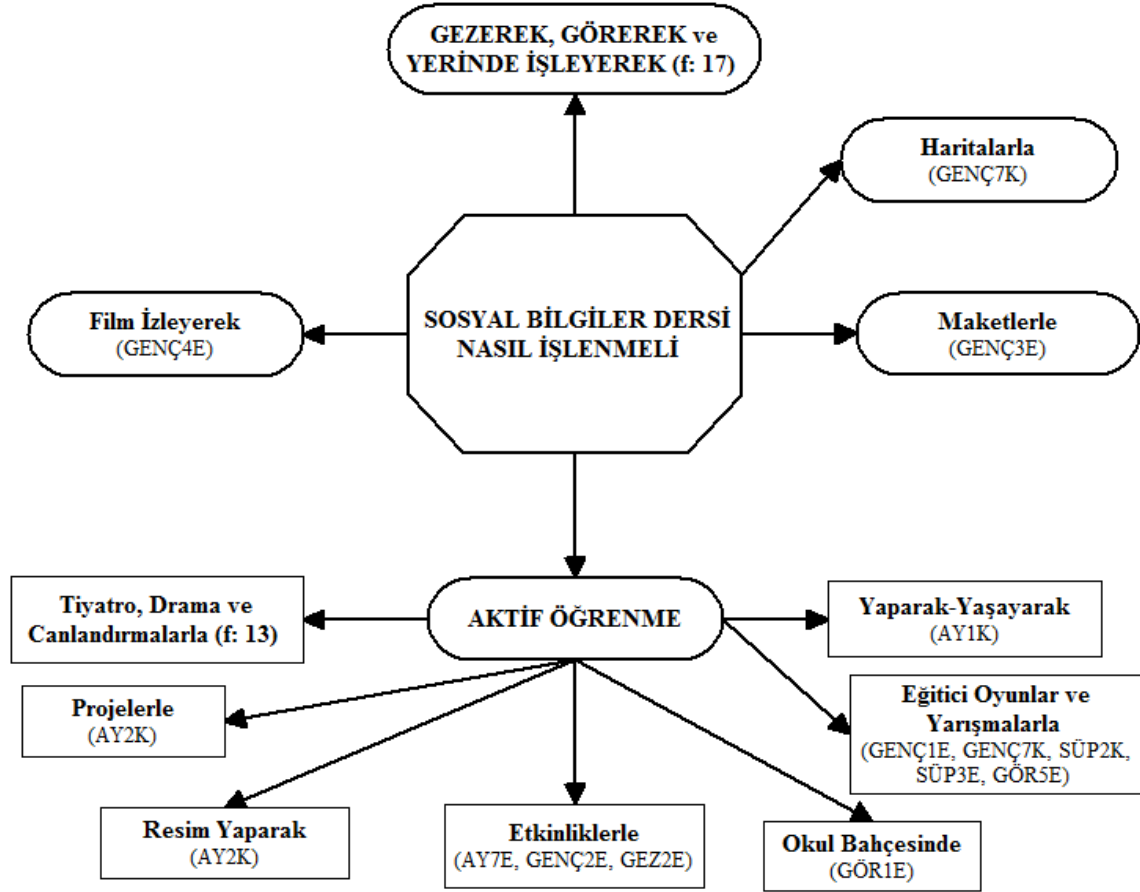 GEZEREK, GÖREREK ve
YERİNDE İŞLEYEREK (f: 17)
Haritalarla
(GENÇ7K)
Film İzleyerek
(GENÇ4E)
SOSYAL BİLGİLER DERSİ
NASIL İŞLENMELİ
Maketlerle
(GENÇ3E)
Tiyatro, Drama ve
Canlandırmalarla (f: 13)
AKTİF ÖĞRENME
Yaparak-Yaşayarak
(AY1K)
Projelerle
(AY2K)
Eğitici Oyunlar ve
Yarışmalarla
(GENÇ1E, GENÇ7K, SÜP2K,
SÜP3E, GÖR5E)
Resim Yaparak
(AY2K)
Etkinliklerle
(AY7E, GENÇ2E, GEZ2E)
Okul Bahçesinde
(GÖR1E)